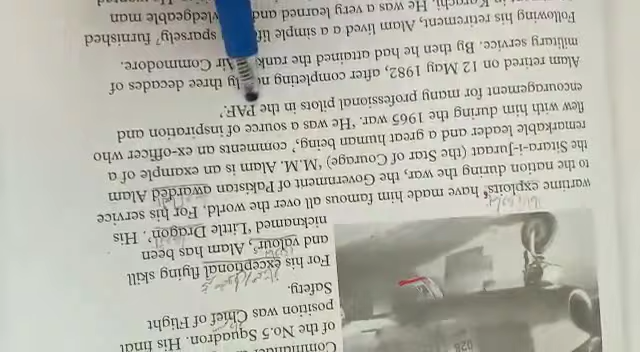 Commander
of the No.5 Squadron. His final
position was Chief of Flight
Safety.
For his exceptional flying skill
and valour⁵, Alam has been
nicknamed 'Little Dragon'. His
wartime exploits⁶ have made him famous all over the world. For his service
to the nation during the war, the Government of Pakistan awarded Alam
the Sitara-i-Juraat (the Star of Courage) 'M.M. Alam is an example of a
remarkable leader and a great human being,' comments an ex-officer who
flew with him during the 1965 war. 'He was a source of inspiration and
encouragement for many professional pilots in the PAF.'
Alam retired on 12 May 1982, after completing nearly three decades of
military service. By then he had attained the rank Air Commodore.
Following his retirement, Alam lived a a simple sparsely⁷ furnished
in Karachi. He was a very learned and knowledgeable man
028